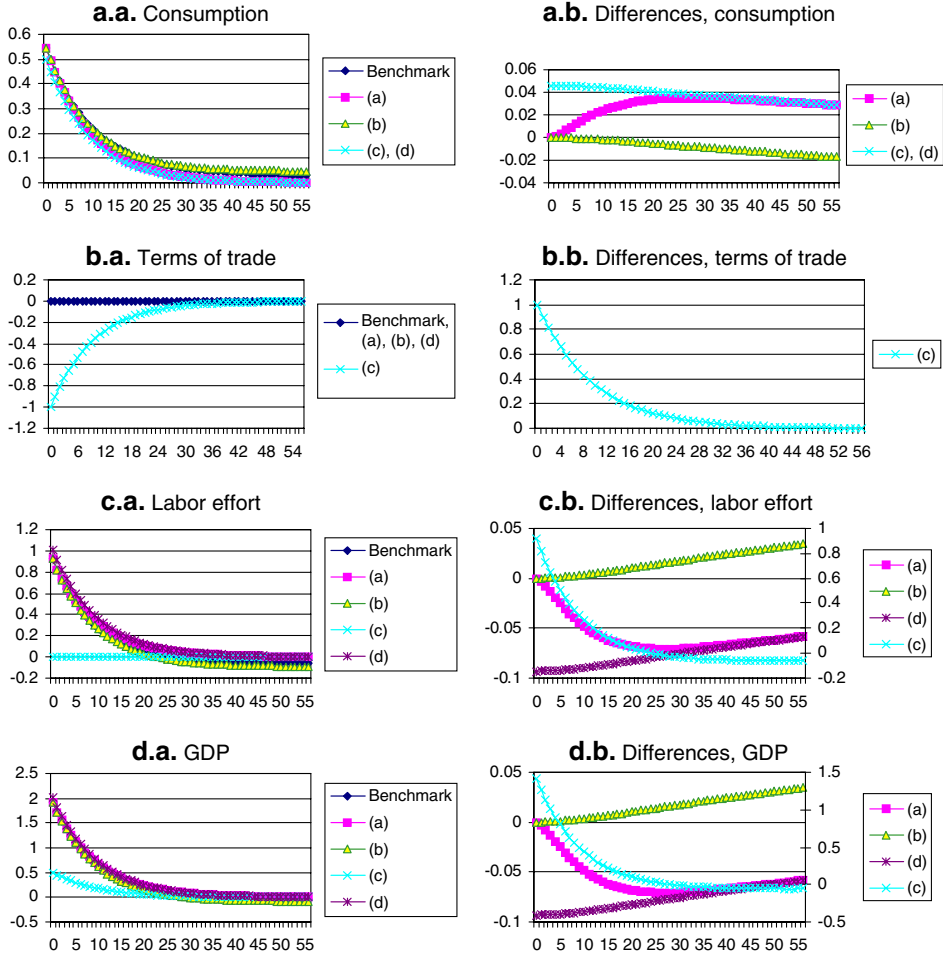 a.a. Consumption
0.6
0.5
0.4
0.3
0.2
0.1
0
0 5 10 15 20 25 30 35 40 45 50 55
Benchmark
(a)
(b)
(c), (d)
a.b. Differences, consumption
0.06
0.04
0.02
0
-0.02
-0.04
0 5 10 15 20 25 30 35 40 45 50 55
(a)
(b)
(c), (d)
b.a. Terms of trade
0.2
0
-0.2
-0.4
-0.6
-0.8
-1
-1.2
0 6 12 18 24 30 36 42 48 54
Benchmark,
(a), (b), (d)
(c)
b.b. Differences, terms of trade
1.2
1
0.8
0.6
0.4
0.2
0
0 4 8 12 16 20 24 28 32 36 40 44 48 52 56
(c)
c.a. Labor effort
1.2
1
0.8
0.6
0.4
0.2
0
-0.2
0 5 10 15 20 25 30 35 40 45 50 55
Benchmark
(a)
(b)
(c)
(d)
c.b. Differences, labor effort
0.05
0
-0.05
-0.1
1
0.8
0.6
0.4
0.2
0
-0.2
0 5 10 15 20 25 30 35 40 45 50 55
(a)
(b)
(d)
(c)
d.a. GDP
2.5
2
1.5
1
0.5
0
-0.5
0 5 10 15 20 25 30 35 40 45 50 55
Benchmark
(a)
(b)
(c)
(d)
d.b. Differences, GDP
0.05
0
-0.05
-0.1
1.5
1
0.5
0
-0.5
0 5 10 15 20 25 30 35 40 45 50 55
(a)
(b)
(d)
(c)